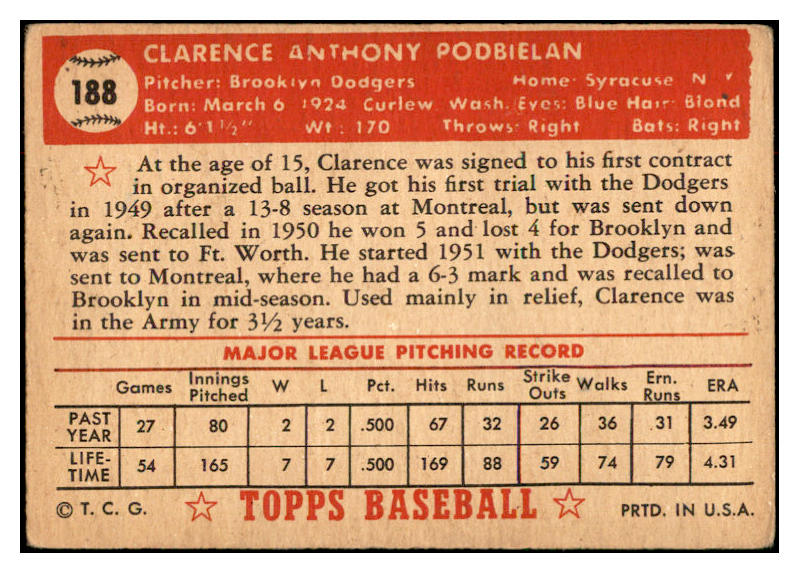 188
CLARENCE ANTHONY PODBIELAN
Pitcher: Brooklyn Dodgers Home: Syracuse N Y
Born: March 6 1924 Curlew Wash. Eyes: Blue Hair: Blond
Ht.: 6'1½" Wt: 170 Throws: Right Bats: Right
At the age of 15, Clarence was signed to his first contract
in organized ball. He got his first trial with the Dodgers
in 1949 after a 13-8 season at Montreal, but was sent down
again. Recalled in 1950 he won 5 and lost 4 for Brooklyn and
was sent to Ft. Worth. He started 1951 with the Dodgers; was
sent to Montreal, where he had a 6-3 mark and was recalled to
Brooklyn in mid-season. Used mainly in relief, Clarence was
in the Army for 3½ years.
MAJOR LEAGUE PITCHING RECORD
Games Innings Pitched W L Pct. Hits Runs Strike Outs Walks Ern. Runs ERA
PAST YEAR 27 80 2 2 .500 67 32 26 36 .31 3.49
LIFE-TIME 54 165 7 7 .500 169 88 59 74 79 4.31
© T. C. G. TOPPS BASEBALL PRTD. IN U.S.A.